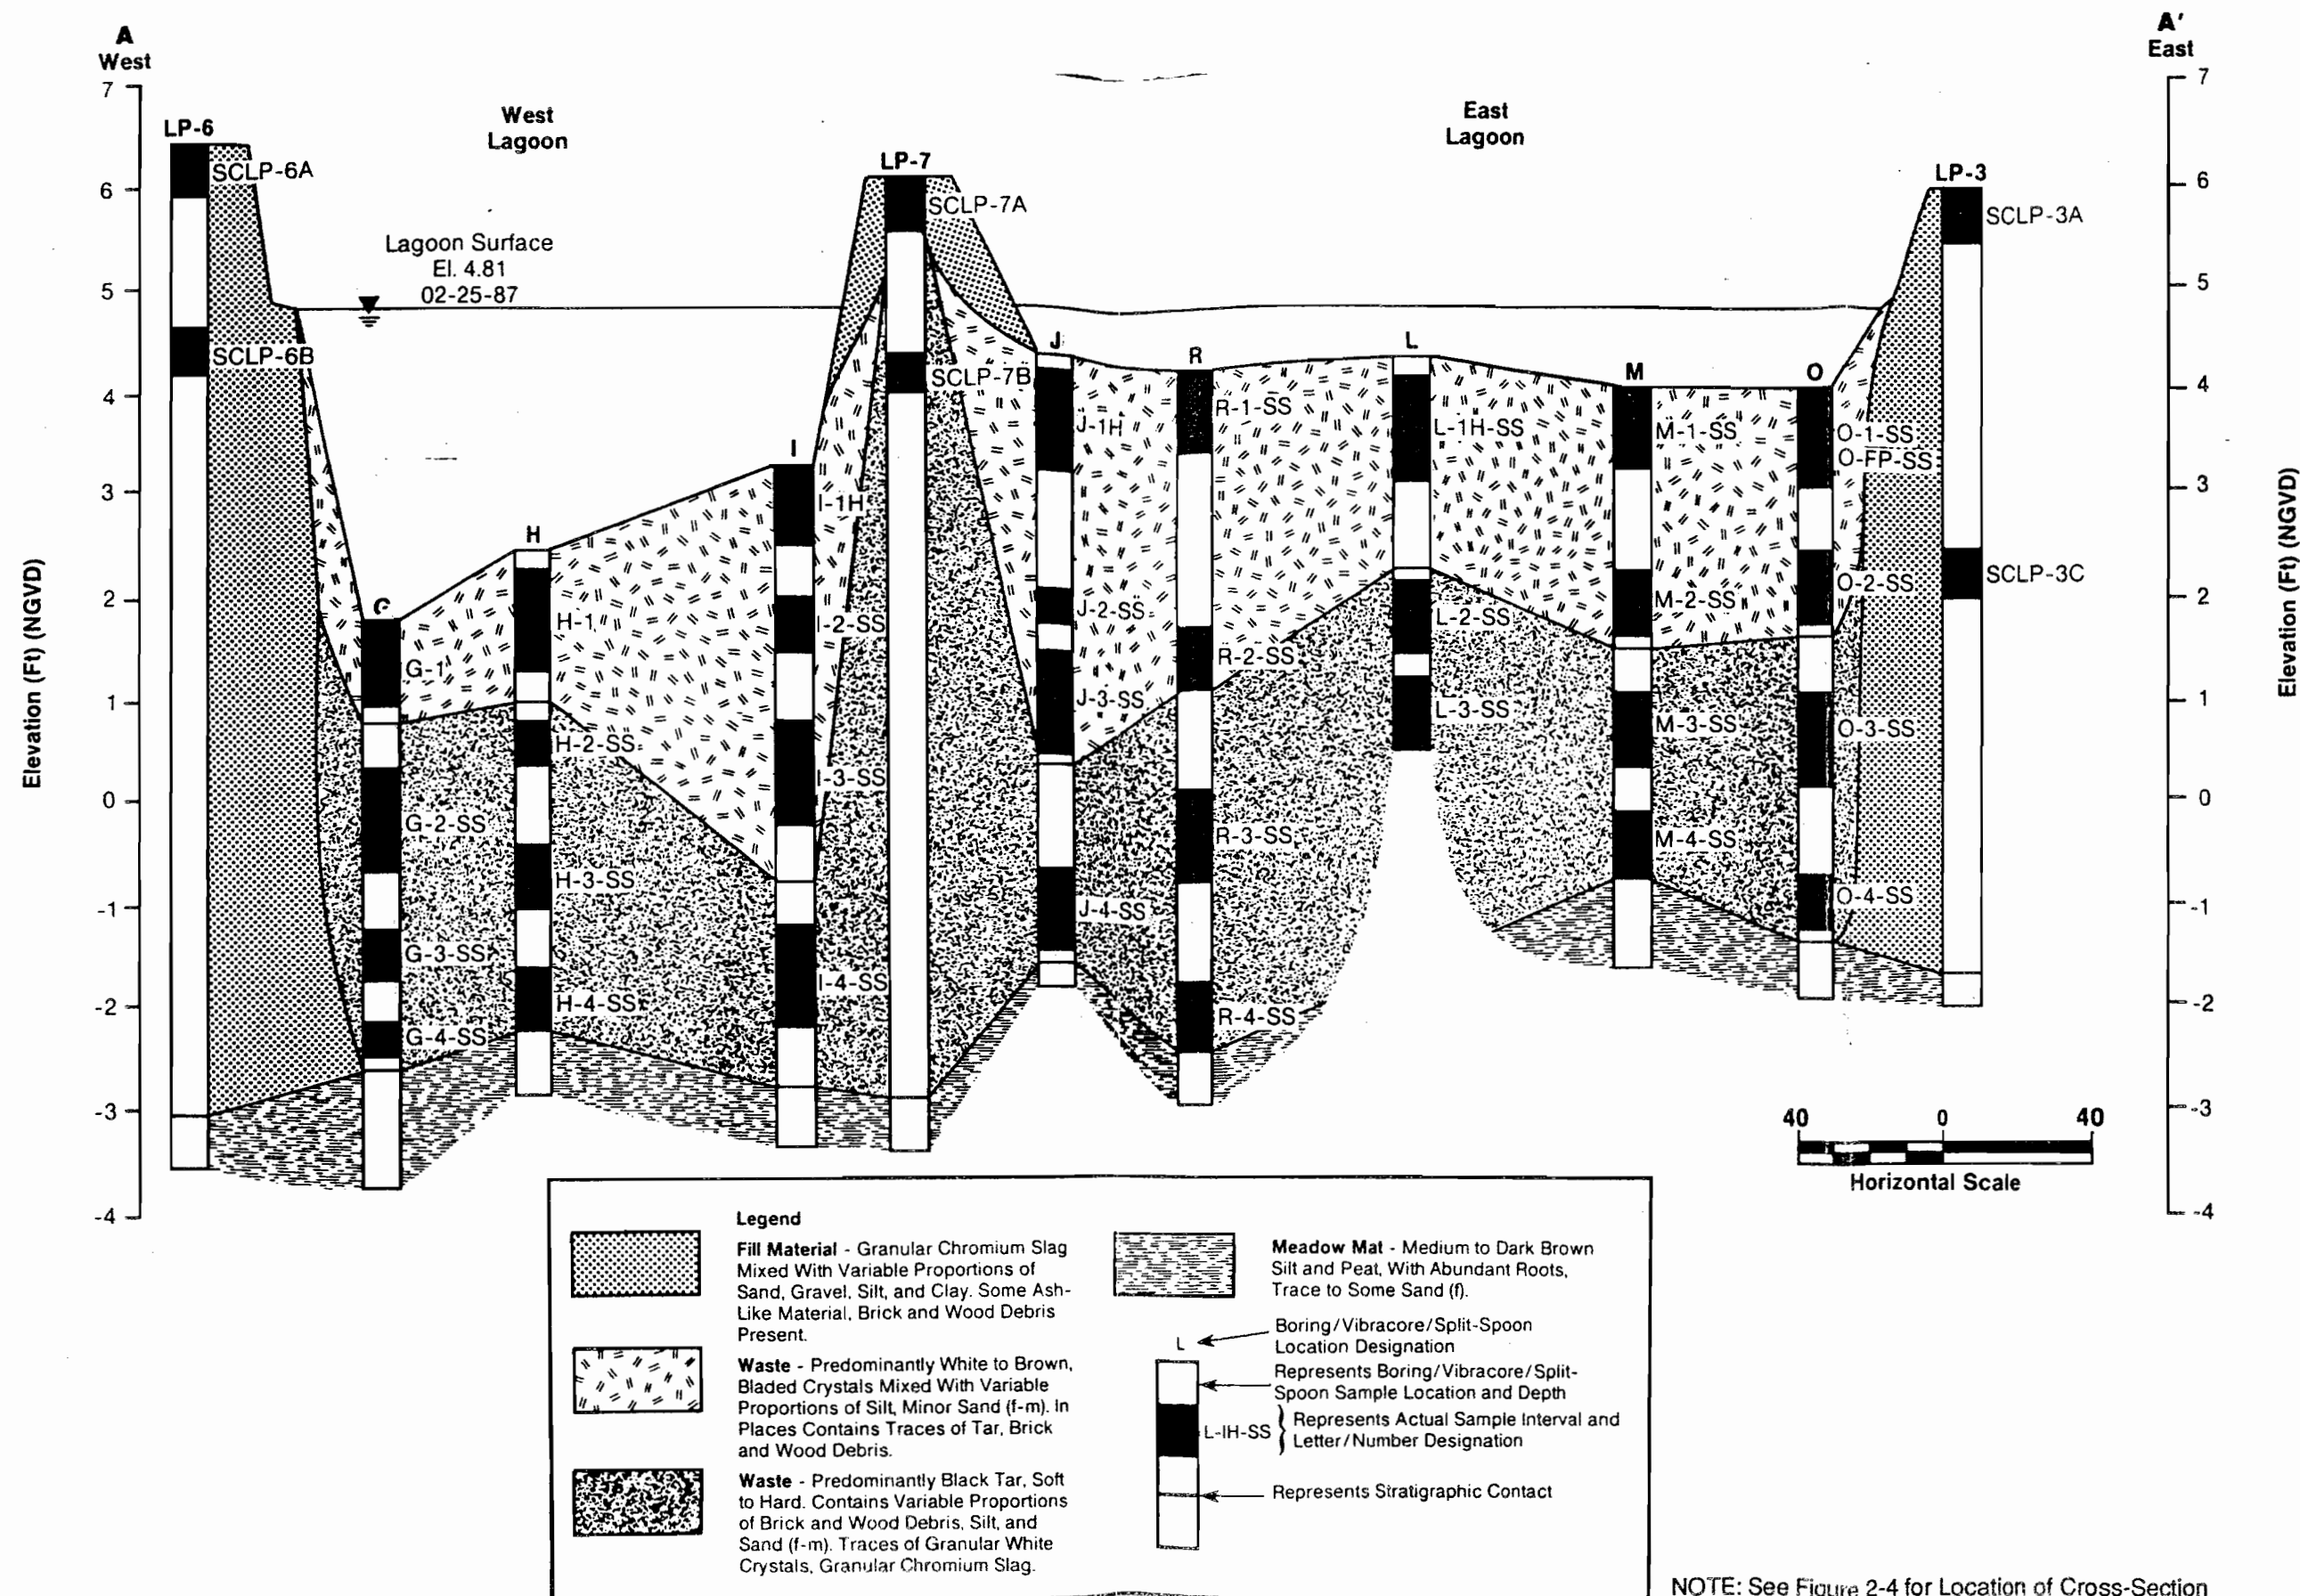 A
West
A'
East
7
6
5
4
3
2
1
0
-1
-2
-3
-4
Elevation (Ft) (NGVD)
West
Lagoon
East
Lagoon
Lagoon Surface
El. 4.81
02-25-87
LP-6
SCLP-6A
SCLP-6B
G
G-1
G-2-SS
G-3-SS
G-4-SS
H
H-1
H-2-SS
H-3-SS
H-4-SS
I
I-1H
I-2-SS
I-3-SS
I-4-SS
LP-7
SCLP-7A
SCLP-7B
J
J-1H
J-2-SS
J-3-SS
J-4-SS
R
R-1-SS
R-2-SS
R-3-SS
R-4-SS
L
L-1H-SS
L-2-SS
L-3-SS
M
M-1-SS
M-2-SS
M-3-SS
M-4-SS
O
O-1-SS
O-FP-SS
O-2-SS
O-3-SS
O-4-SS
LP-3
SCLP-3A
SCLP-3C
7
6
5
4
3
2
1
0
-1
-2
-3
-4
Elevation (Ft) (NGVD)
40 0 40
Horizontal Scale
Legend
Fill Material - Granular Chromium Slag
Mixed With Variable Proportions of
Sand, Gravel, Silt, and Clay. Some Ash-
Like Material, Brick and Wood Debris
Present.
Waste - Predominantly White to Brown,
Bladed Crystals Mixed With Variable
Proportions of Silt, Minor Sand (f-m). In
Places Contains Traces of Tar, Brick
and Wood Debris.
Waste - Predominantly Black Tar, Soft
to Hard. Contains Variable Proportions
of Brick and Wood Debris, Silt, and
Sand (f-m). Traces of Granular White
Crystals, Granular Chromium Slag.
Meadow Mat - Medium to Dark Brown
Silt and Peat, With Abundant Roots,
Trace to Some Sand (f).
L
Boring/Vibracore/Split-Spoon
Location Designation
Represents Boring/Vibracore/Split-
Spoon Sample Location and Depth
L-IH-SS
Represents Actual Sample Interval and
Letter/Number Designation
Represents Stratigraphic Contact
NOTE: See Figure 2-4 for Location of Cross-Section